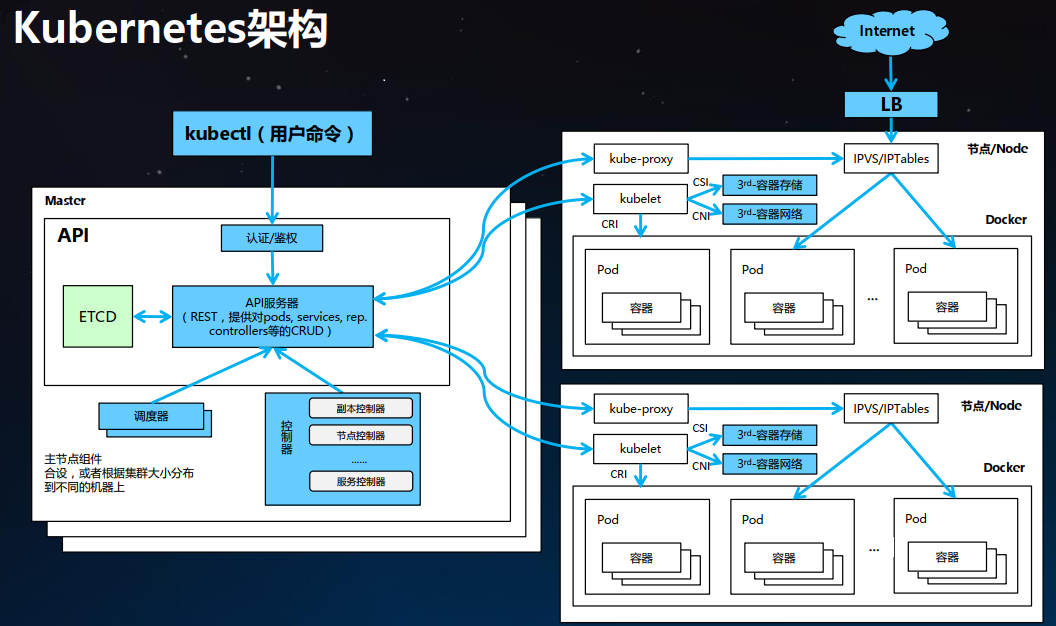 Kubernetes架构
Internet
LB
kubectl（用户命令）
Master
API
认证/鉴权
ETCD
API服务器
（REST，提供对pods, services, rep.
controllers等的CRUD）
调度器
控制器
副本控制器
节点控制器
......
服务控制器
主节点组件
合设，或者根据集群大小分布
到不同的机器上
节点/Node
kube-proxy
IPVS/IPTables
kubelet
CSI
3rd-容器存储
CNI
3rd-容器网络
CRI
Docker
Pod
容器
Pod
容器
...
Pod
容器
节点/Node
kube-proxy
IPVS/IPTables
kubelet
CSI
3rd-容器存储
CNI
3rd-容器网络
CRI
Docker
Pod
容器
Pod
容器
...
Pod
容器